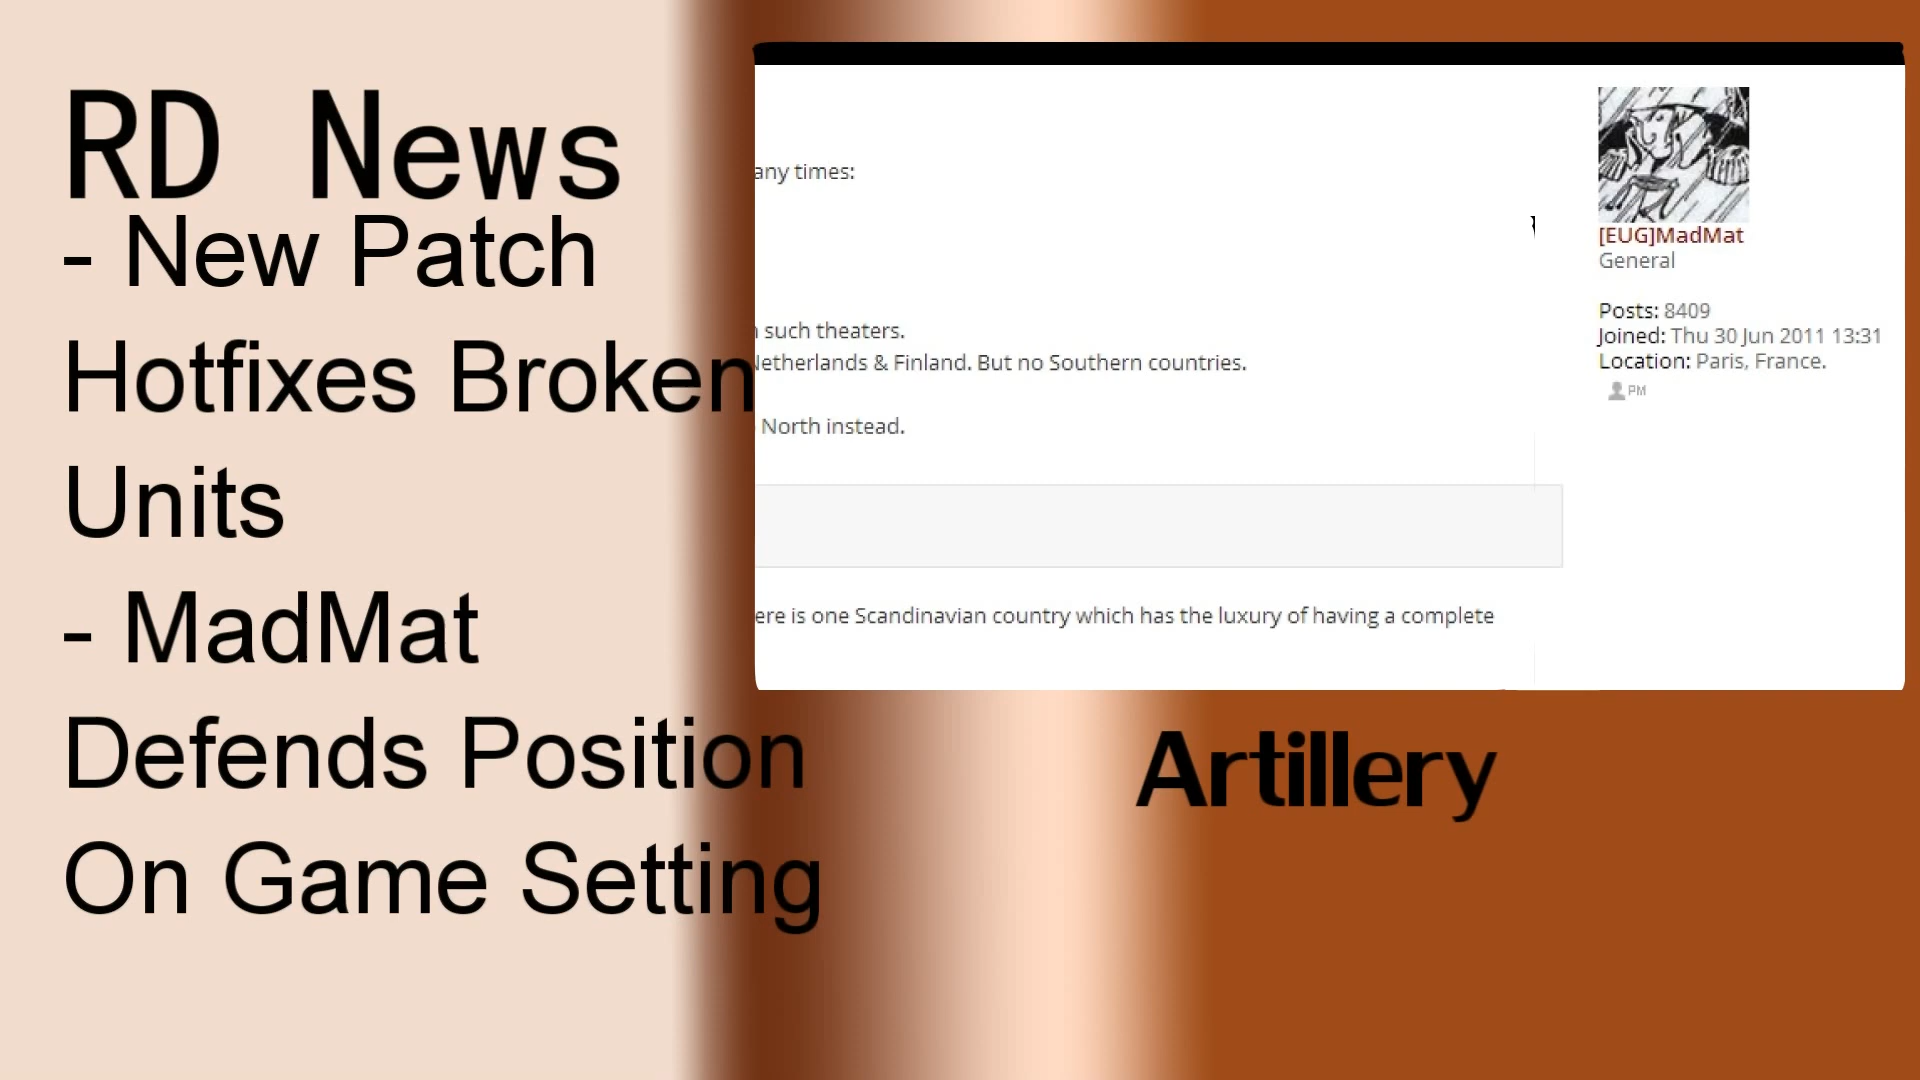 RD News
- New Patch
Hotfixes Broken
Units
- MadMat
Defends Position
On Game Setting
any times:
such theaters.
Netherlands & Finland. But no Southern countries.
North instead.
ere is one Scandinavian country which has the luxury of having a complete
[EUG]MadMat
General
Posts: 8409
Joined: Thu 30 Jun 2011 13:31
Location: Paris, France.
PM
Artillery